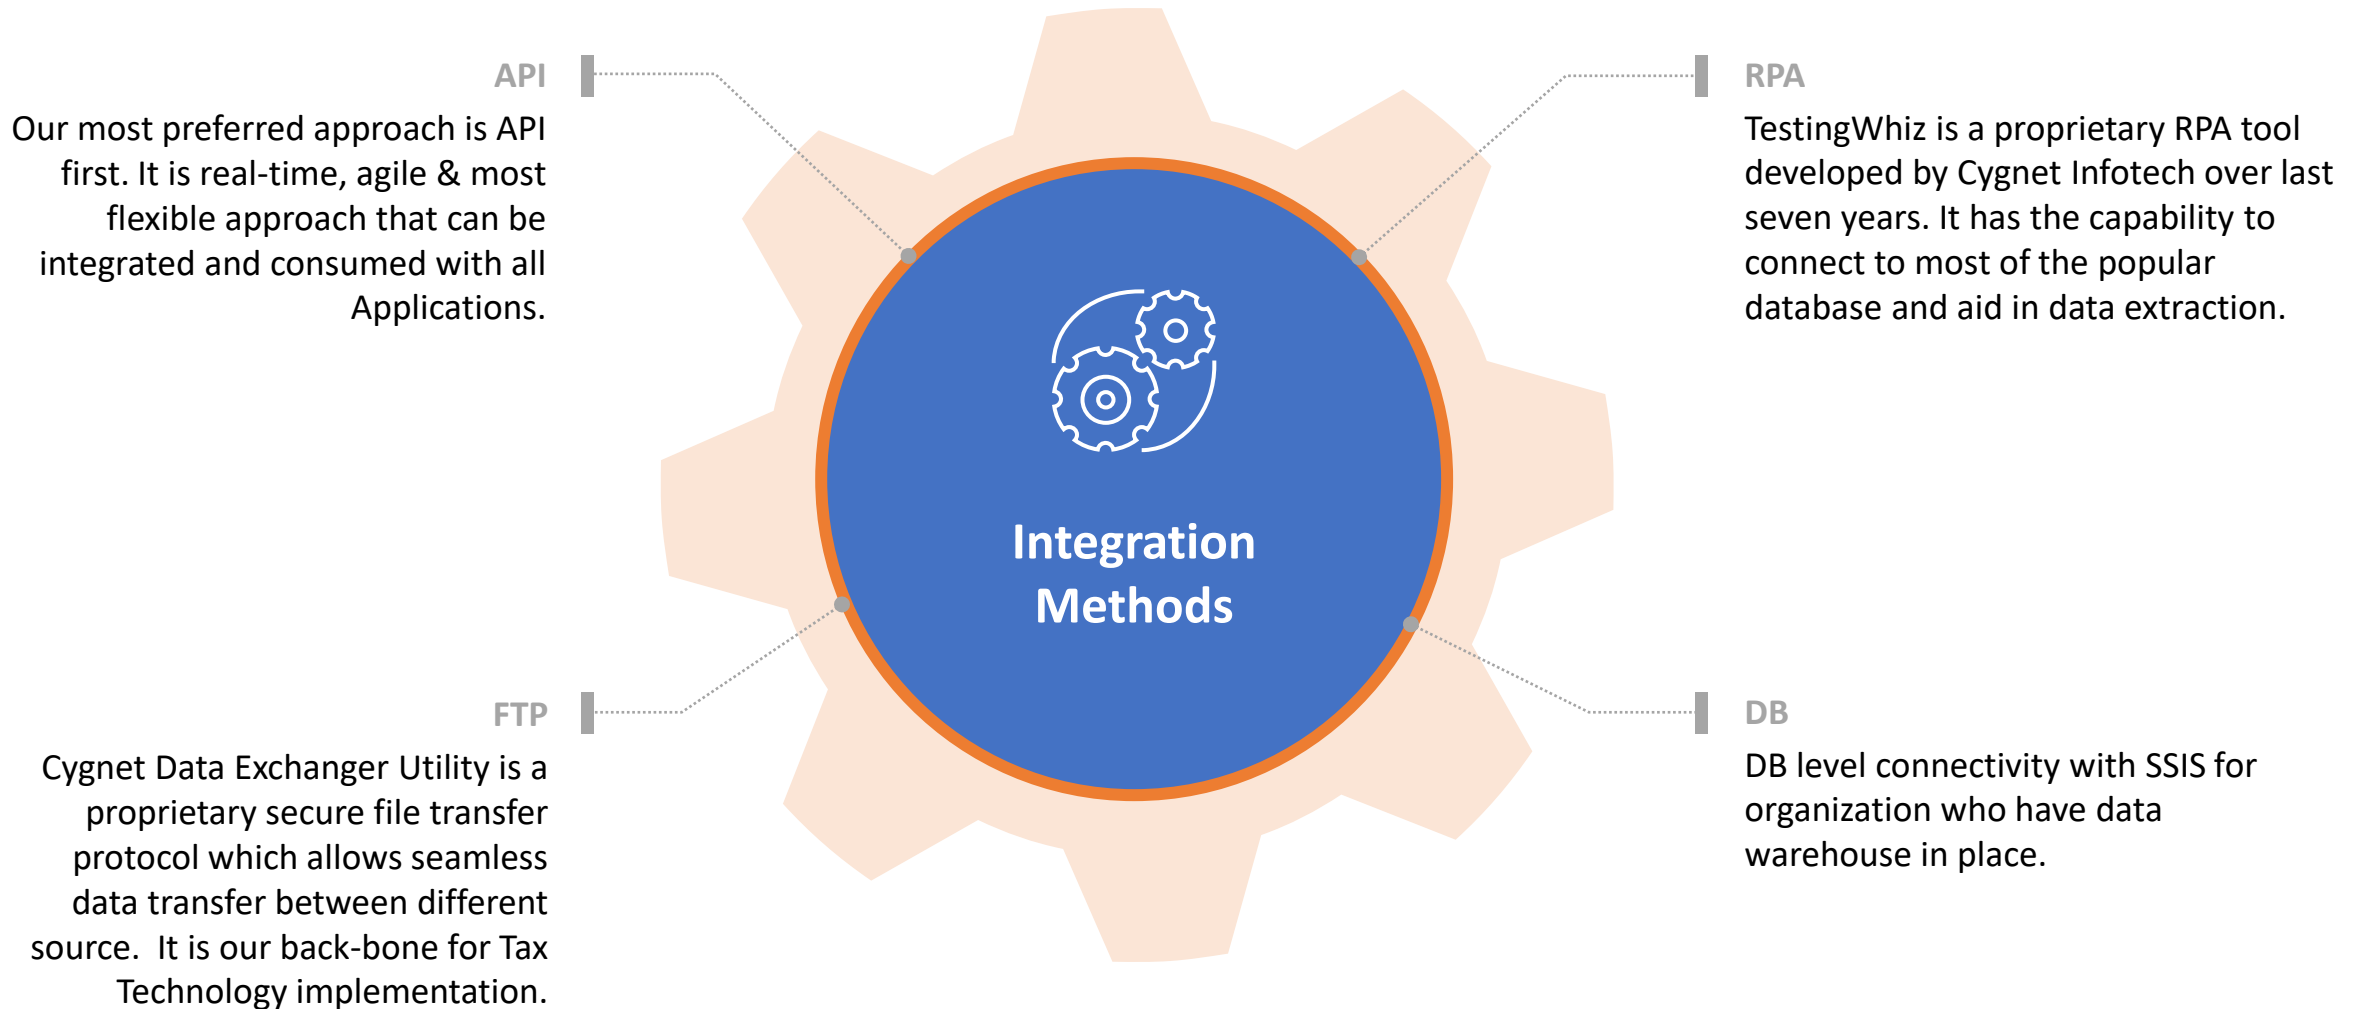 API
Our most preferred approach is API
first. It is real-time, agile & most
flexible approach that can be
integrated and consumed with all
Applications.
RPA
TestingWhiz is a proprietary RPA tool
developed by Cygnet Infotech over last
seven years. It has the capability to
connect to most of the popular
database and aid in data extraction.
Integration
Methods
FTP
Cygnet Data Exchanger Utility is a
proprietary secure file transfer
protocol which allows seamless
data transfer between different
source.  It is our back-bone for Tax
Technology implementation.
DB
DB level connectivity with SSIS for
organization who have data
warehouse in place.